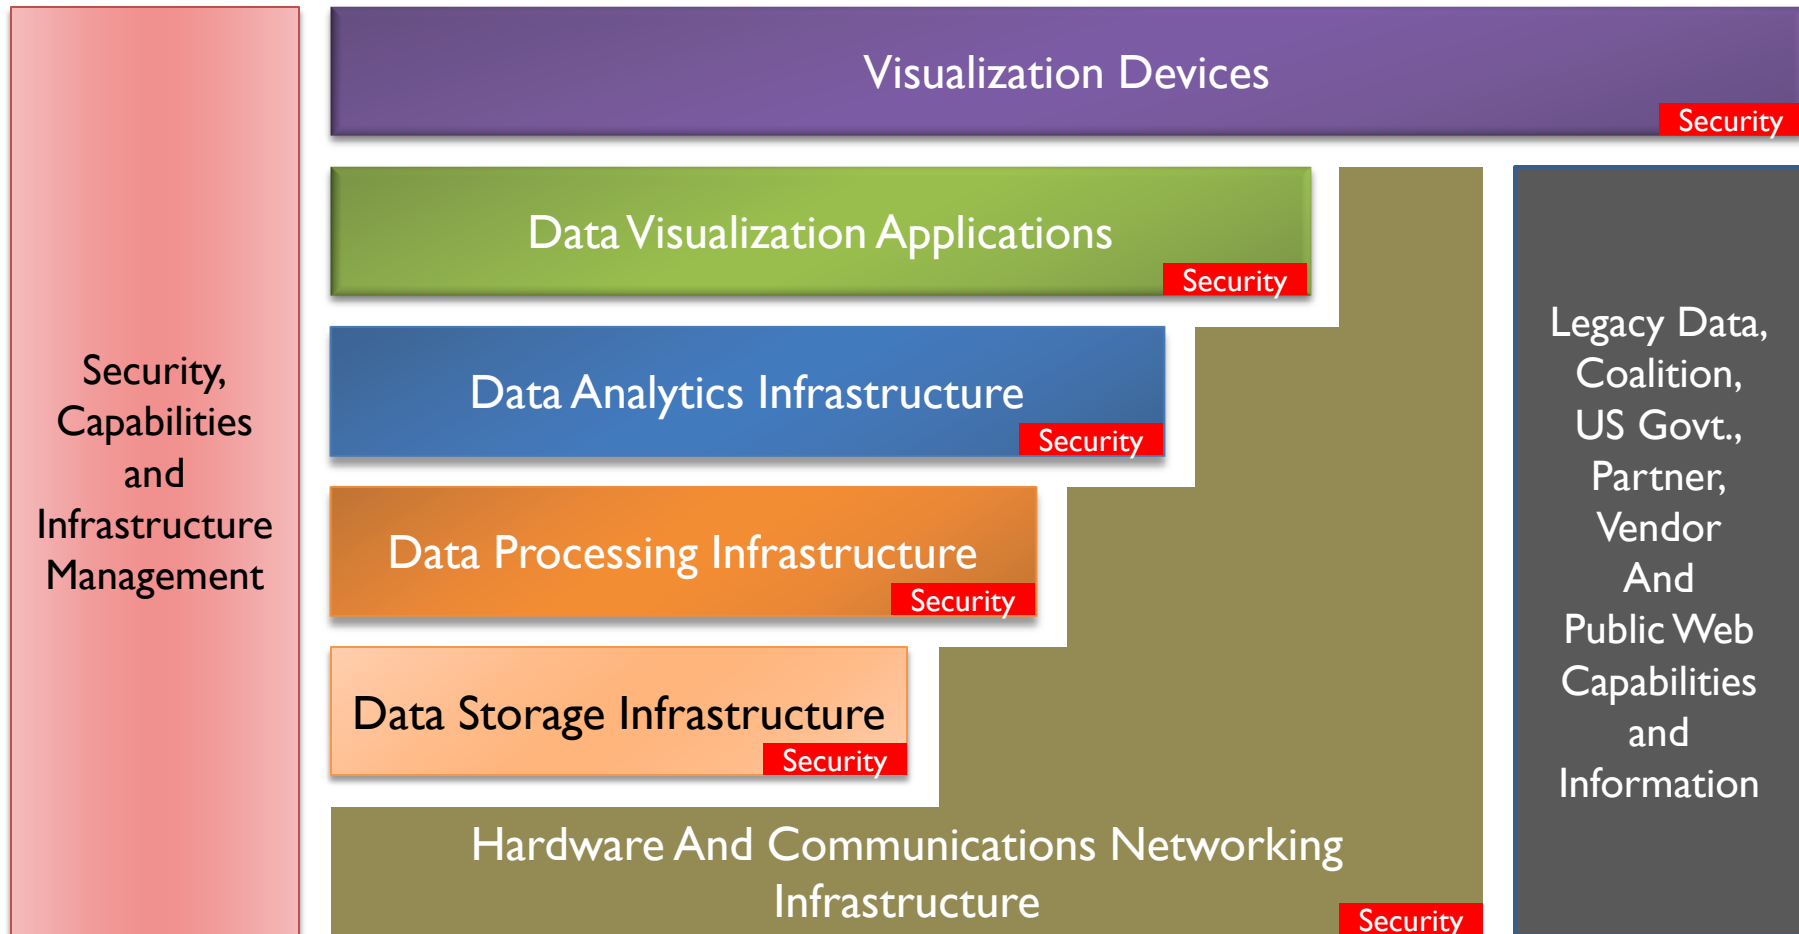 Security,
Capabilities
and
Infrastructure
Management
Visualization Devices
Security
Data Visualization Applications
Security
Data Analytics Infrastructure
Security
Data Processing Infrastructure
Security
Data Storage Infrastructure
Security
Hardware And Communications Networking
Infrastructure
Security
Legacy Data,
Coalition,
US Govt.,
Partner,
Vendor
And
Public Web
Capabilities
and
Information